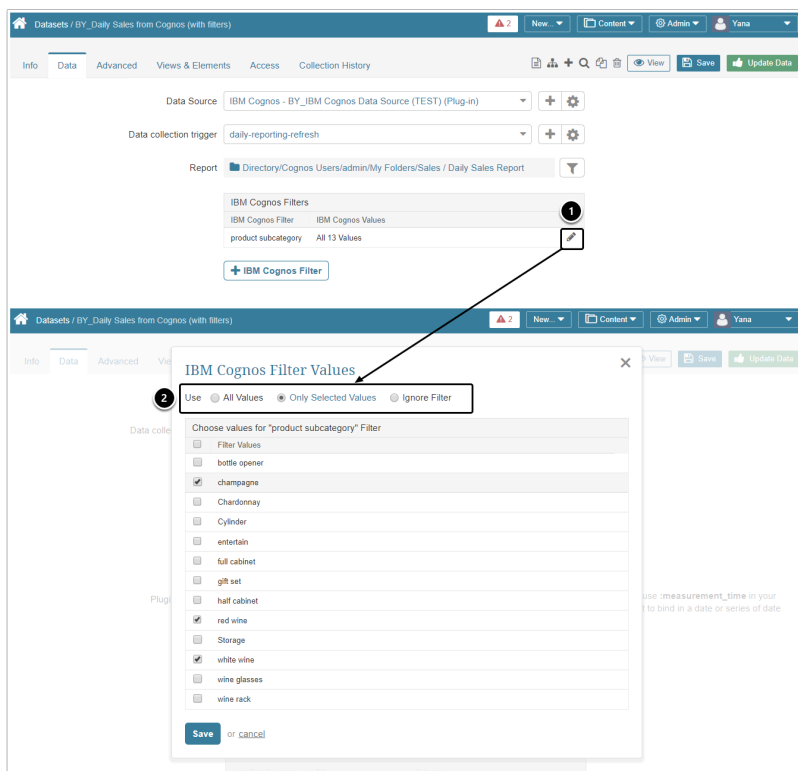 Datasets / BY_Daily Sales from Cognos (with filters) 2 New... Content Admin Yana
Info Data Advanced Views & Elements Access Collection History View Save Update Data
Data Source IBM Cognos - BY_IBM Cognos Data Source (TEST) (Plug-in)
Data collection trigger daily-reporting-refresh
Report Directory/Cognos Users/admin/My Folders/Sales / Daily Sales Report
IBM Cognos Filters
1
IBM Cognos Filter IBM Cognos Values
product subcategory All 13 Values
+ IBM Cognos Filter
Datasets / BY_Daily Sales from Cognos (with filters) 2 New... Content Admin Yana
Info Data Advanced Vie View Save Update Data
IBM Cognos Filter Values
2 Use All Values Only Selected Values Ignore Filter
Data colle
Choose values for "product subcategory" Filter
Filter Values
bottle opener
champagne
Chardonnay
Cylinder
entertain
full cabinet
gift set
half cabinet
Plugi
use :measurement_time in your
t to bind in a date or series of date
red wine
Storage
white wine
wine glasses
wine rack
Save or cancel